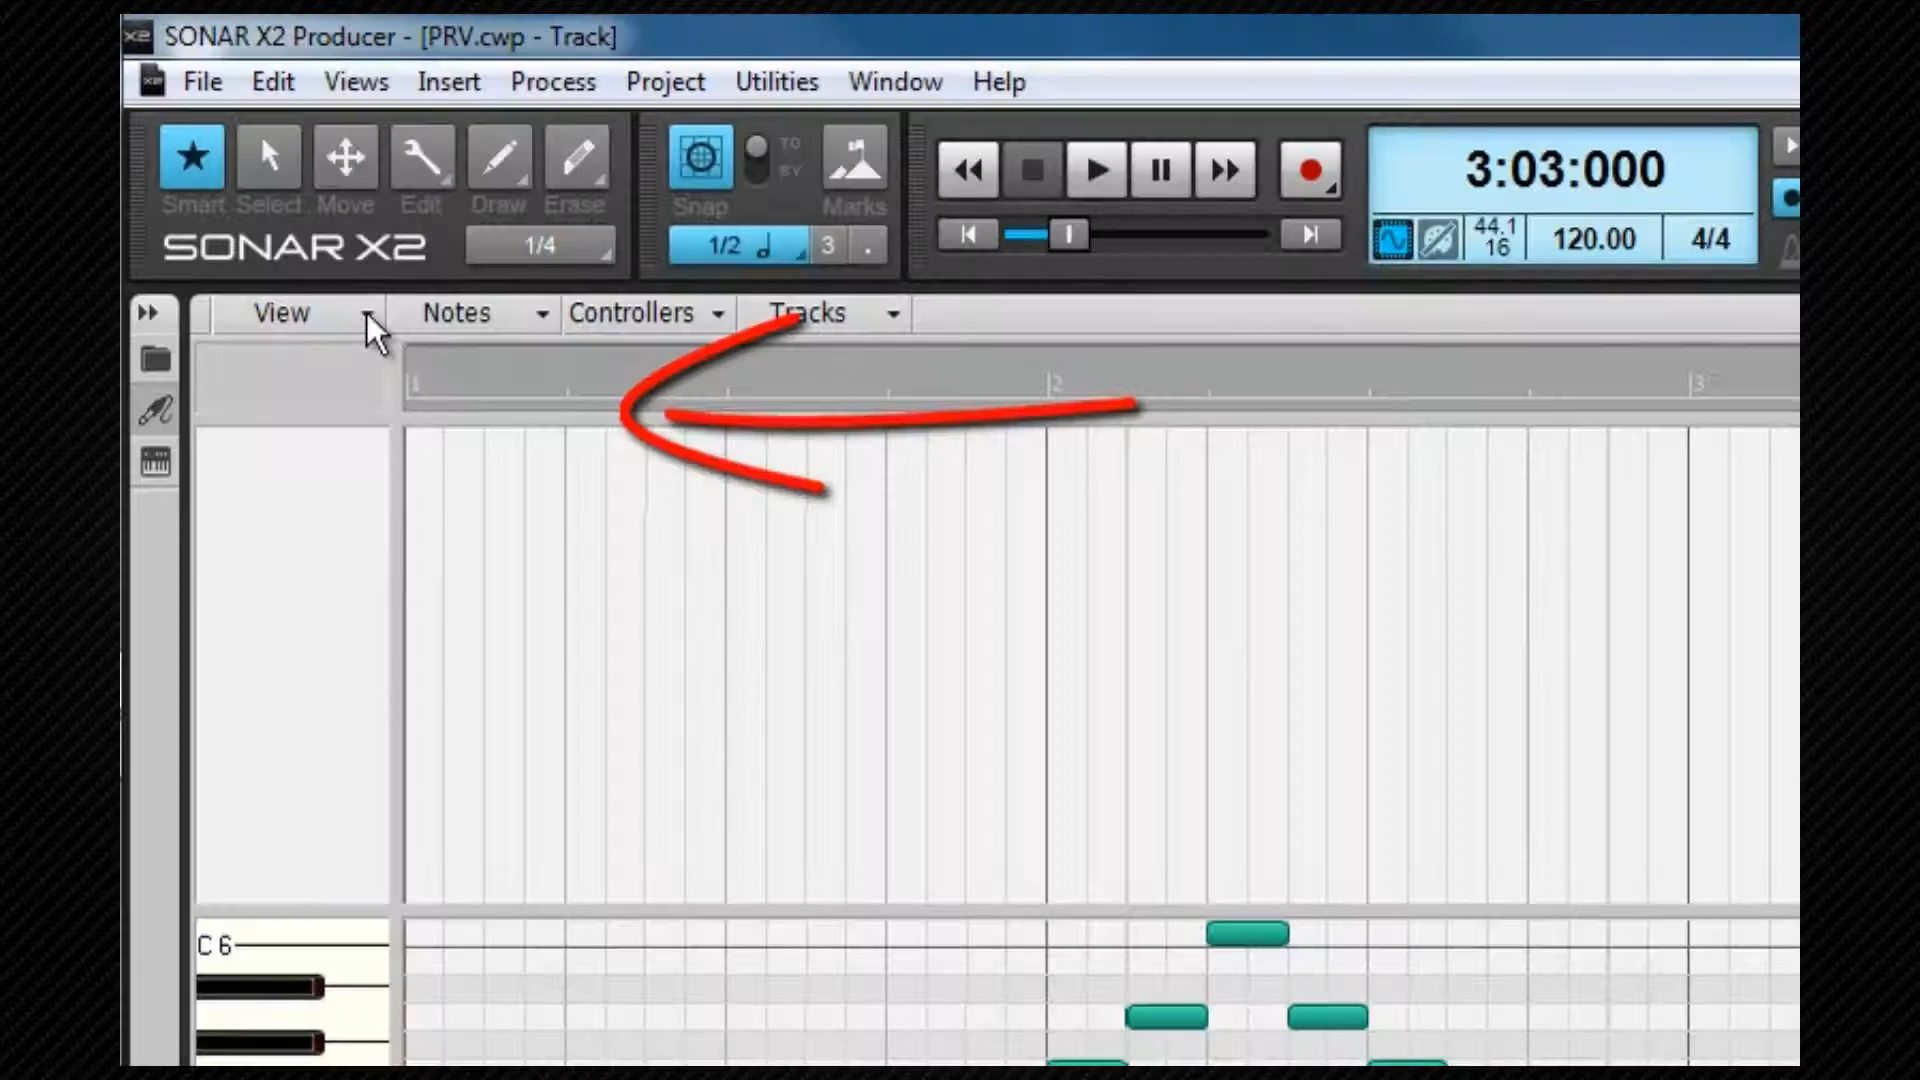 SONAR X2 Producer - [PRV.cwp - Track]
File Edit Views Insert Process Project Utilities Window Help
TO
BY
3:03:000
Smart Select Move Edit Draw Erase Snap Marks
SONAR X2 1/4 1/2 3 .
44.1
16
120.00 4/4
View Notes Controllers Tracks
1 2 3
C 6